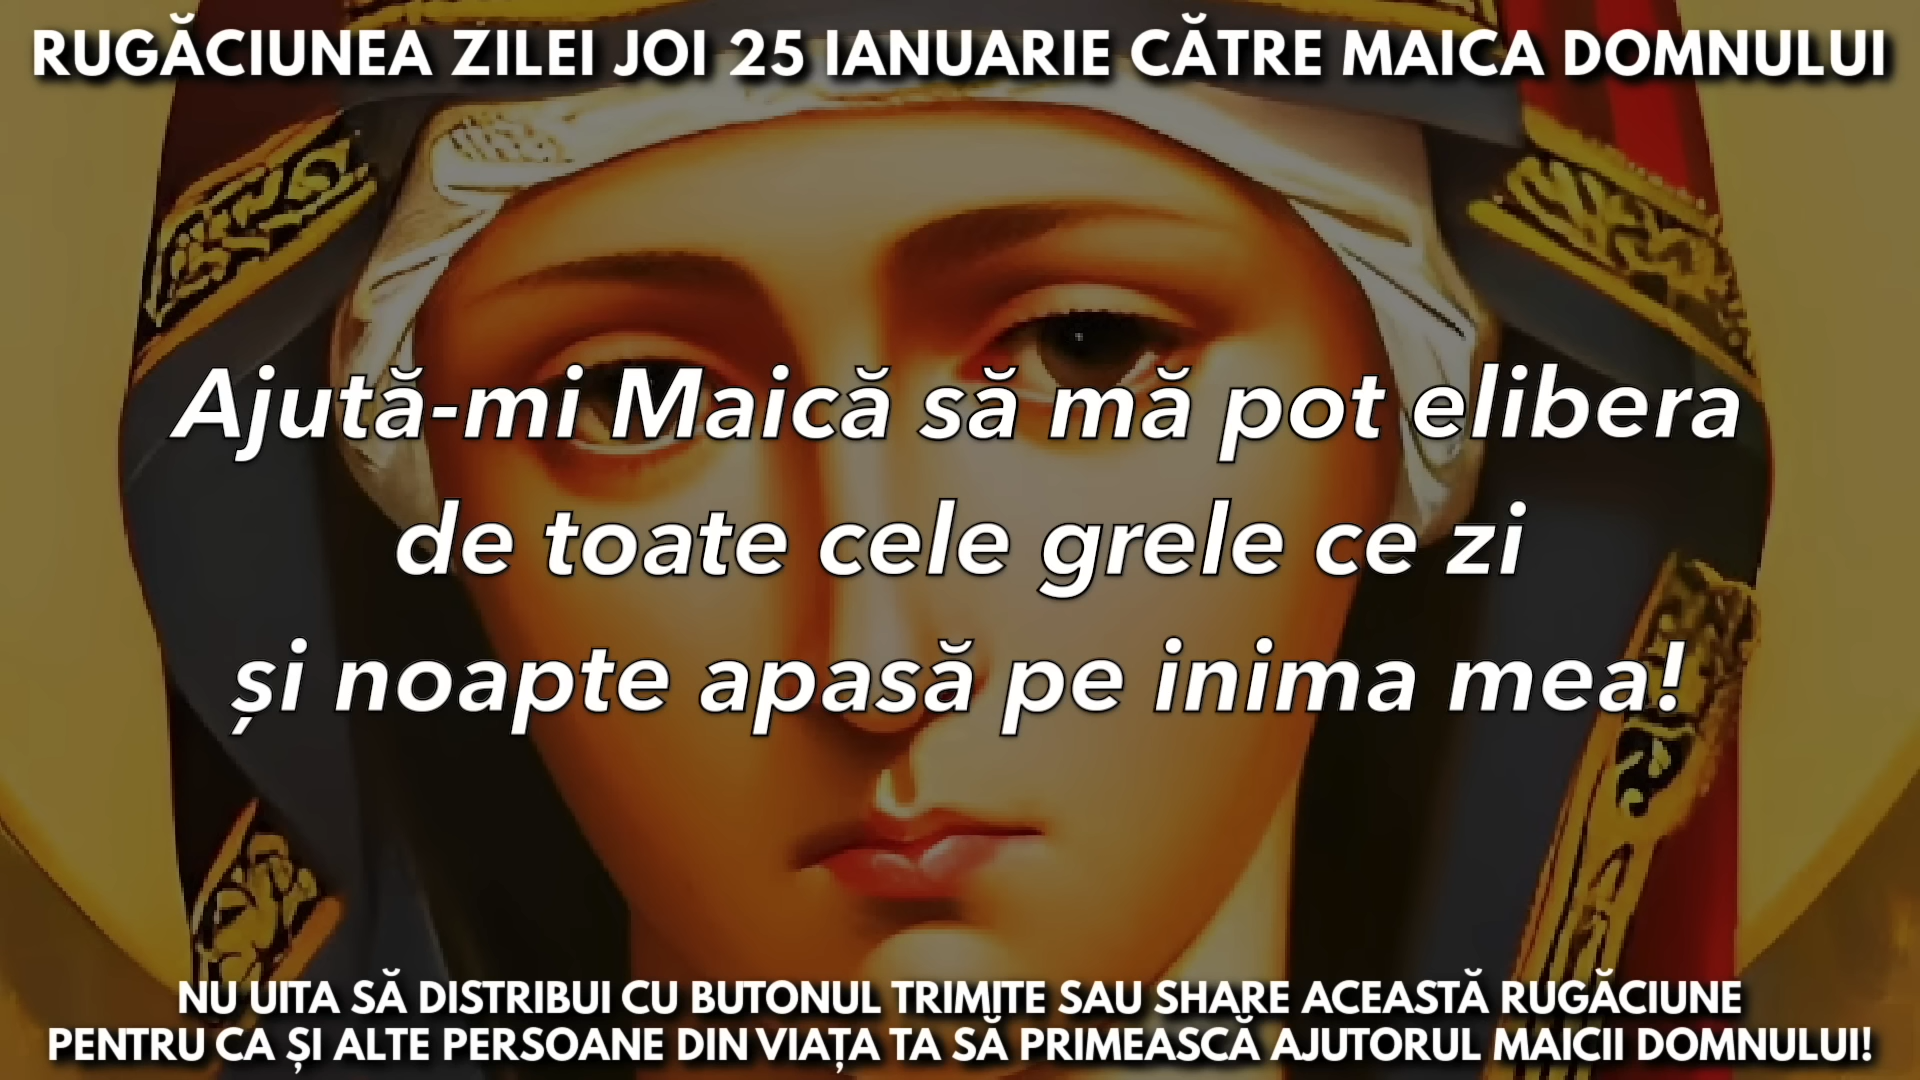 RUGĂCIUNEA ZILEI JOI 25 IANUARIE CĂTRE MAICA DOMNULUI
Ajută-mi Maică să mă pot elibera
de toate cele grele ce zi
și noapte apasă pe inima mea!
NU UITA SĂ DISTRIBUI CU BUTONUL TRIMITE SAU SHARE ACEASTĂ RUGĂCIUNE
PENTRU CA ȘI ALTE PERSOANE DIN VIAȚA TA SĂ PRIMEASCĂ AJUTORUL MAICII DOMNULUI!